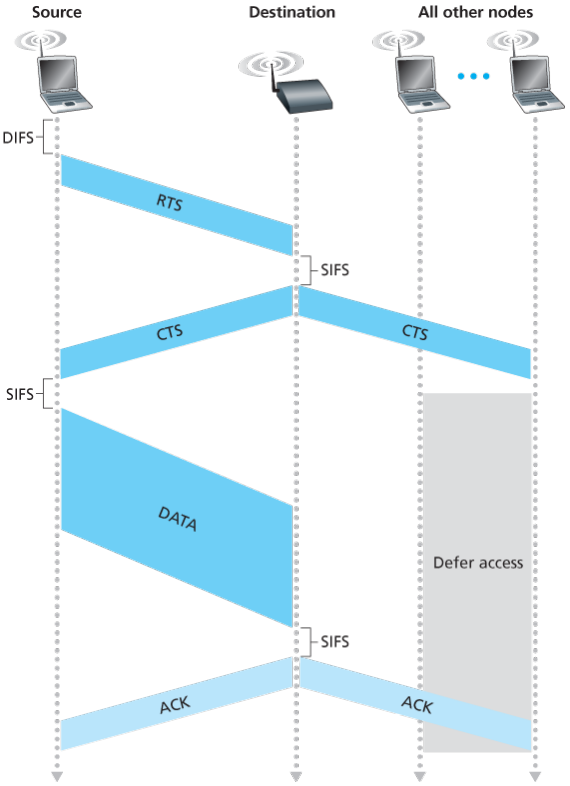 Source
Destination
All other nodes
DIFS
RTS
SIFS
CTS
CTS
SIFS
DATA
Defer access
SIFS
ACK
ACK